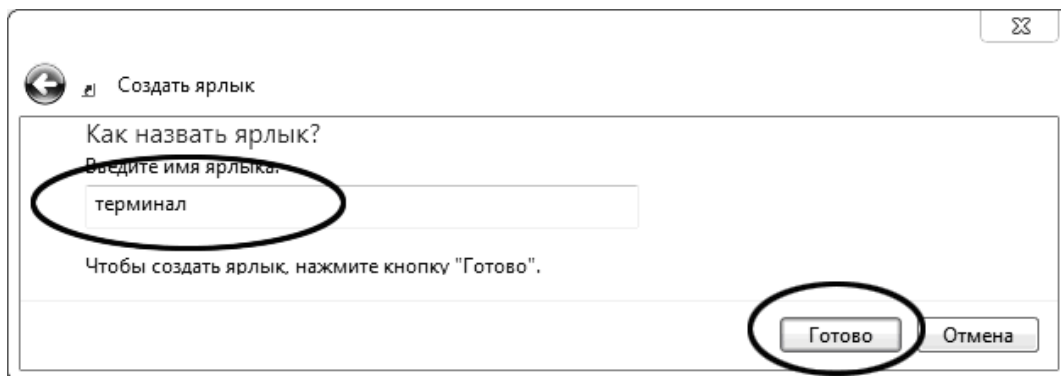 Создать ярлык
Как назвать ярлык?
Введите имя ярлыка:
терминал
Чтобы создать ярлык, нажмите кнопку "Готово".
Готово
Отмена